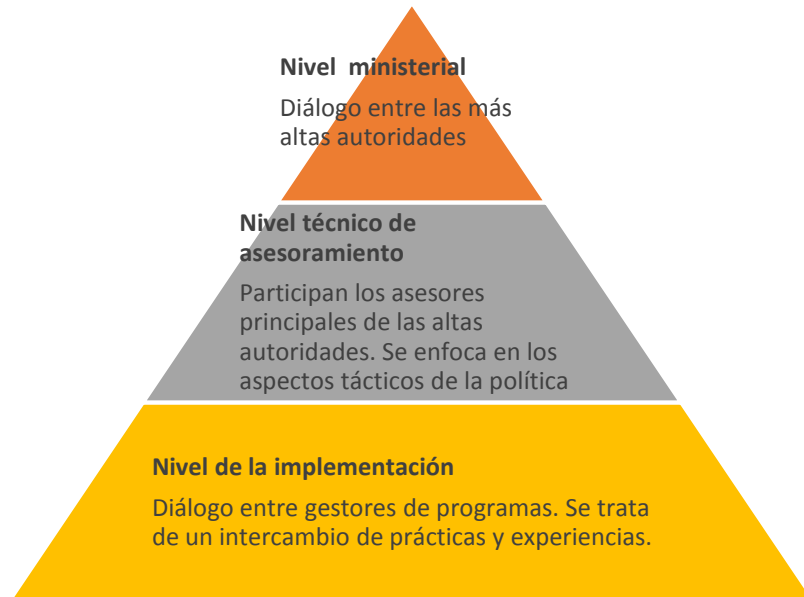 Nivel ministerial
Diálogo entre las más
altas autoridades
Nivel técnico de
asesoramiento
Participan los asesores
principales de las altas
autoridades. Se enfoca en los
aspectos tácticos de la política
Nivel de la implementación
Diálogo entre gestores de programas. Se trata
de un intercambio de prácticas y experiencias.